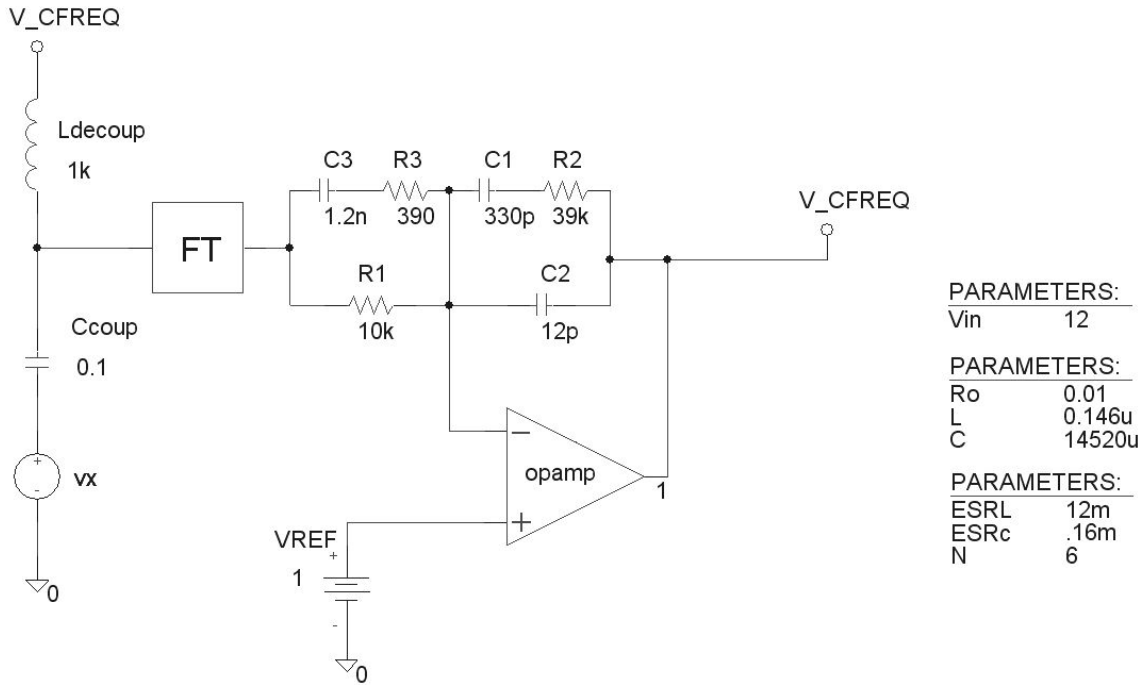 V_CFREQ
Ldecoup
1k
FT
Ccoup
0.1
+
-
vx
0
C3
R3
C1
R2
1.2n
390
330p
39k
R1
C2
10k
12p
V_CFREQ
opamp
1
VREF
+
1
-
0
PARAMETERS:
Vin 12
PARAMETERS:
Ro 0.01
L 0.146u
C 14520u
PARAMETERS:
ESRL 12m
ESRc .16m
N 6